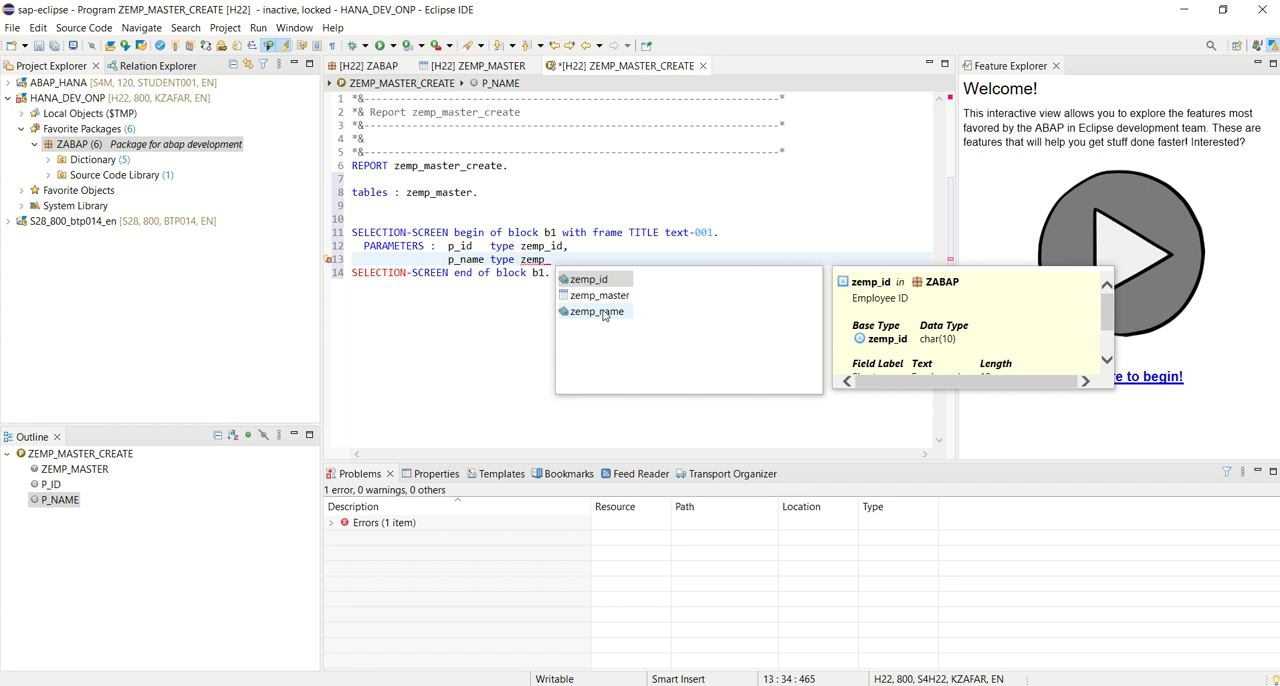 sap-eclipse - Program ZEMP_MASTER_CREATE [H22] - inactive, locked - HANA_DEV_ONP - Eclipse IDE
File Edit Source Code Navigate Search Project Run Window Help
Project Explorer Relation Explorer
ABAP_HANA [S4M, 120, STUDENT001, EN]
HANA_DEV_ONP [H22, 800, KZAFAR, EN]
Local Objects ($TMP)
Favorite Packages (6)
ZABAP (6) Package for abap development
Dictionary (5)
Source Code Library (1)
Favorite Objects
System Library
S28_800_btp014_en [S28, 800, BTP014, EN]
Outline
ZEMP_MASTER_CREATE
ZEMP_MASTER
P_ID
P_NAME
[H22] ZABAP [H22] ZEMP_MASTER *[H22] ZEMP_MASTER_CREATE
ZEMP_MASTER_CREATE P_NAME
1 *&---------------------------------------------------------------------*
2 *& Report zemp_master_create
3 *&---------------------------------------------------------------------*
4 *&
5 *&---------------------------------------------------------------------*
6 REPORT zemp_master_create.
7
8 tables : zemp_master.
9
10
11 SELECTION-SCREEN begin of block b1 with frame TITLE text-001.
12 PARAMETERS : p_id type zemp_id,
13 p_name type zemp_
14 SELECTION-SCREEN end of block b1.
zemp_id
zemp_master
zemp_name
zemp_id in ZABAP
Employee ID
Base Type Data Type
zemp_id char(10)
Field Label Text Length
Feature Explorer
Welcome!
This interactive view allows you to explore the features most
favored by the ABAP in Eclipse development team. These are
features that will help you get stuff done faster! Interested?
e to begin!
Problems Properties Templates Bookmarks Feed Reader Transport Organizer
1 error, 0 warnings, 0 others
Description Resource Path Location Type
Errors (1 item)
Writable Smart Insert 13 : 34 : 465 H22, 800, S4H22, KZAFAR, EN